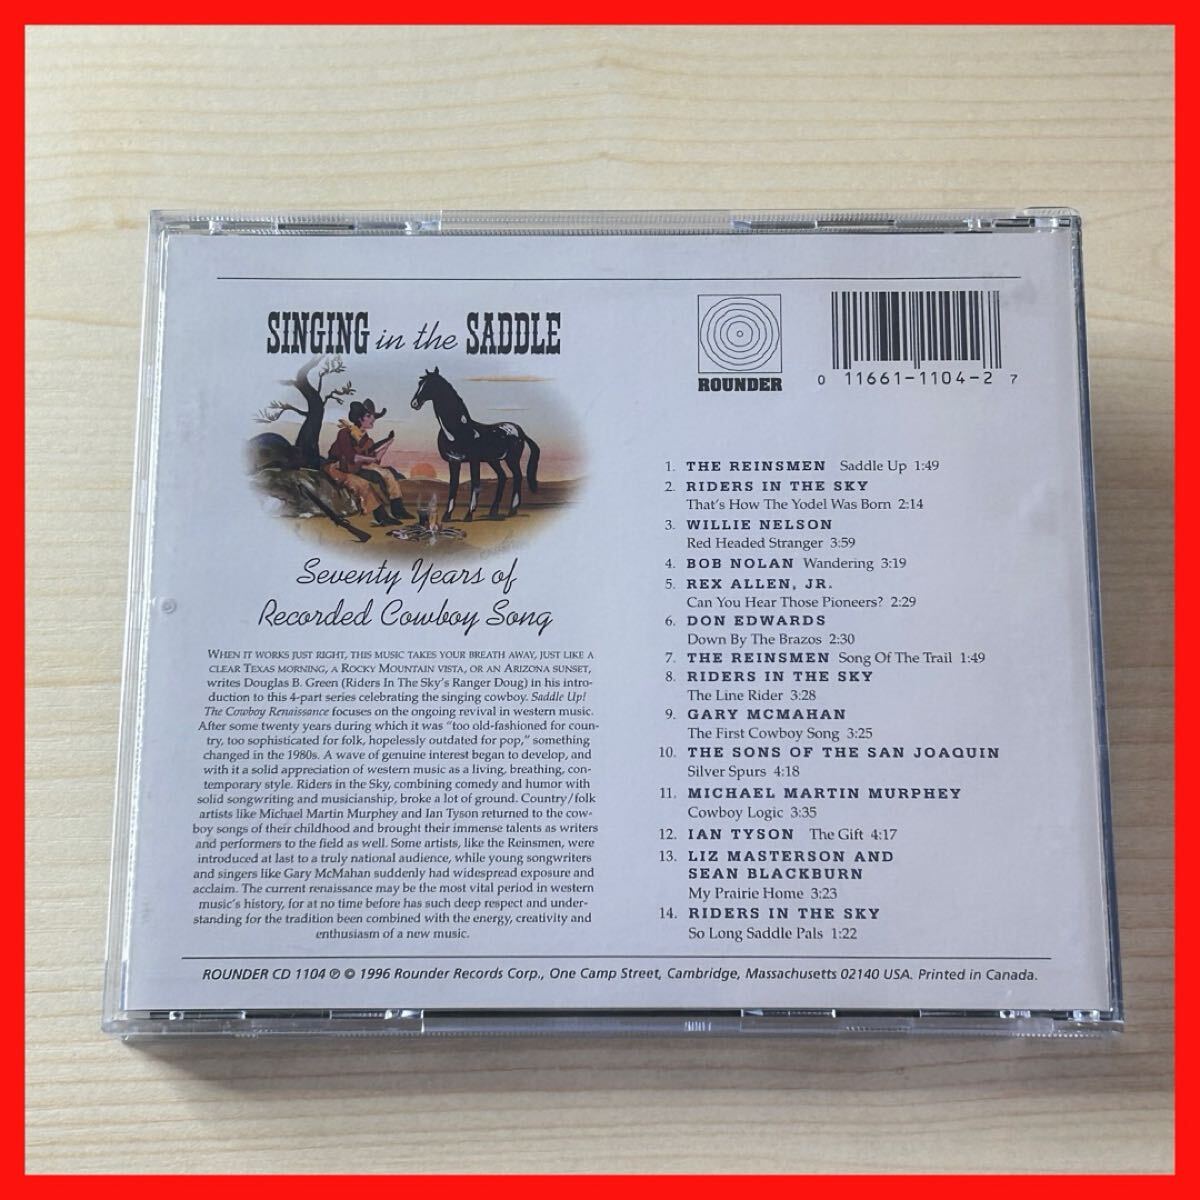 SINGING in the SADDLE
Seventy Years of
Recorded Cowboy Song
WHEN IT WORKS JUST RIGHT, THIS MUSIC TAKES YOUR BREATH AWAY, JUST LIKE A
CLEAR TEXAS MORNING, A ROCKY MOUNTAIN VISTA, OR AN ARIZONA SUNSET,
writes Douglas B. Green (Riders In The Sky's Ranger Doug) in his intro-
duction to this 4-part series celebrating the singing cowboy. Saddle Up!
The Cowboy Renaissance focuses on the ongoing revival in western music.
After some twenty years during which it was "too old-fashioned for coun-
try, too sophisticated for folk, hopelessly outdated for pop," something
changed in the 1980s. A wave of genuine interest began to develop, and
with it a solid appreciation of western music as a living, breathing, con-
temporary style. Riders in the Sky, combining comedy and humor with
solid songwriting and musicianship, broke a lot of ground. Country/folk
artists like Michael Martin Murphey and Ian Tyson returned to the cow-
boy songs of their childhood and brought their immense talents as writers
and performers to the field as well. Some artists, like the Reinsmen, were
introduced at last to a truly national audience, while young songwriters
and singers like Gary McMahan suddenly had widespread exposure and
acclaim. The current renaissance may be the most vital period in western
music's history, for at no time before has such deep respect and under-
standing for the tradition been combined with the energy, creativity and
enthusiasm of a new music.
ROUNDER
0 11661-1104-2 7
1. THE REINSMEN Saddle Up 1:49
2. RIDERS IN THE SKY
That's How The Yodel Was Born 2:14
3. WILLIE NELSON
Red Headed Stranger 3:59
4. BOB NOLAN Wandering 3:19
5. REX ALLEN, JR.
Can You Hear Those Pioneers? 2:29
6. DON EDWARDS
Down By The Brazos 2:30
7. THE REINSMEN Song Of The Trail 1:49
8. RIDERS IN THE SKY
The Line Rider 3:28
9. GARY MCMAHAN
The First Cowboy Song 3:25
10. THE SONS OF THE SAN JOAQUIN
Silver Spurs 4:18
11. MICHAEL MARTIN MURPHEY
Cowboy Logic 3:35
12. IAN TYSON The Gift 4:17
13. LIZ MASTERSON AND
SEAN BLACKBURN
My Prairie Home 3:23
14. RIDERS IN THE SKY
So Long Saddle Pals 1:22
ROUNDER CD 1104 ℗ © 1996 Rounder Records Corp., One Camp Street, Cambridge, Massachusetts 02140 USA. Printed in Canada.